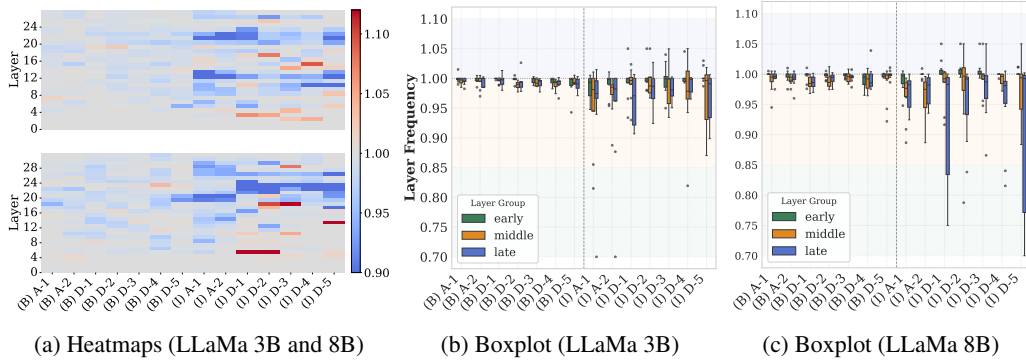 Layer
24
20
16
12
8
4
0
Layer
28
24
20
16
12
8
4
0
(B) A-1
(B) A-2
(B) D-1
(B) D-2
(B) D-3
(B) D-4
(B) D-5
(I) A-1
(I) A-2
(I) D-1
(I) D-2
(I) D-3
(I) D-4
(I) D-5
1.10
1.05
1.00
0.95
0.90
Layer Frequency
1.10
1.05
1.00
0.95
0.90
0.85
0.80
0.75
0.70
Layer Group
early
middle
late
(B) A-1
(B) A-2
(B) D-1
(B) D-2
(B) D-3
(B) D-4
(B) D-5
(I) A-1
(I) A-2
(I) D-1
(I) D-2
(I) D-3
(I) D-4
(I) D-5
1.10
1.05
1.00
0.95
0.90
0.85
0.80
0.75
0.70
Layer Group
early
middle
late
(B) A-1
(B) A-2
(B) D-1
(B) D-2
(B) D-3
(B) D-4
(B) D-5
(I) A-1
(I) A-2
(I) D-1
(I) D-2
(I) D-3
(I) D-4
(I) D-5
(a) Heatmaps (LLaMa 3B and 8B)
(b) Boxplot (LLaMa 3B)
(c) Boxplot (LLaMa 8B)